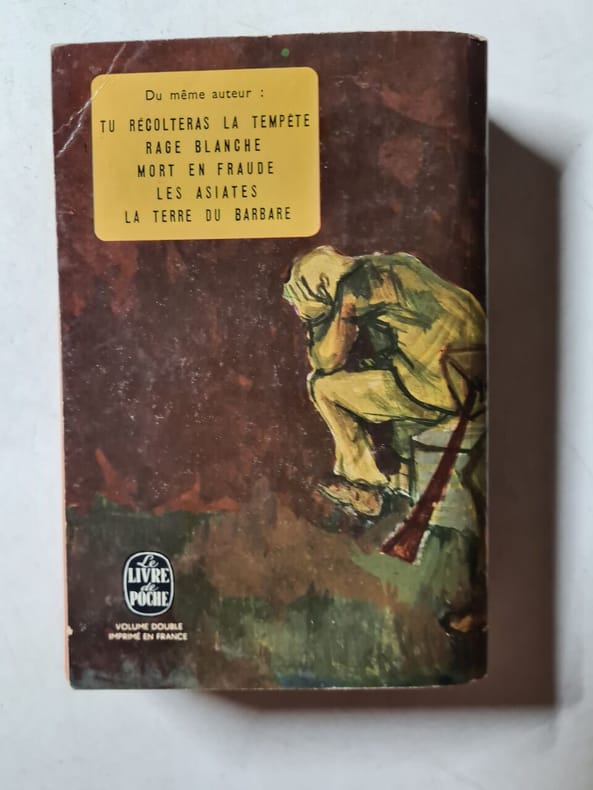 Du même auteur :
TU RÉCOLTERAS LA TEMPÊTE
RAGE BLANCHE
MORT EN FRAUDE
LES ASIATES
LA TERRE DU BARBARE
Le
LIVRE
de
POCHE
VOLUME DOUBLE
IMPRIMÉ EN FRANCE